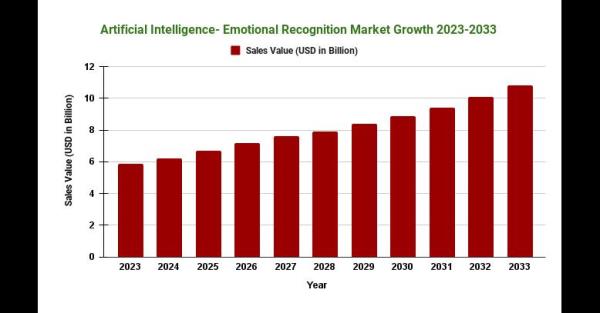 Artificial Intelligence- Emotional Recognition Market Growth 2023-2033
Sales Value (USD in Billion)
Sales Value (USD in Billion)
12
10
8
6
4
2
0
2023 2024 2025 2026 2027 2028 2029 2030 2031 2032 2033
Year